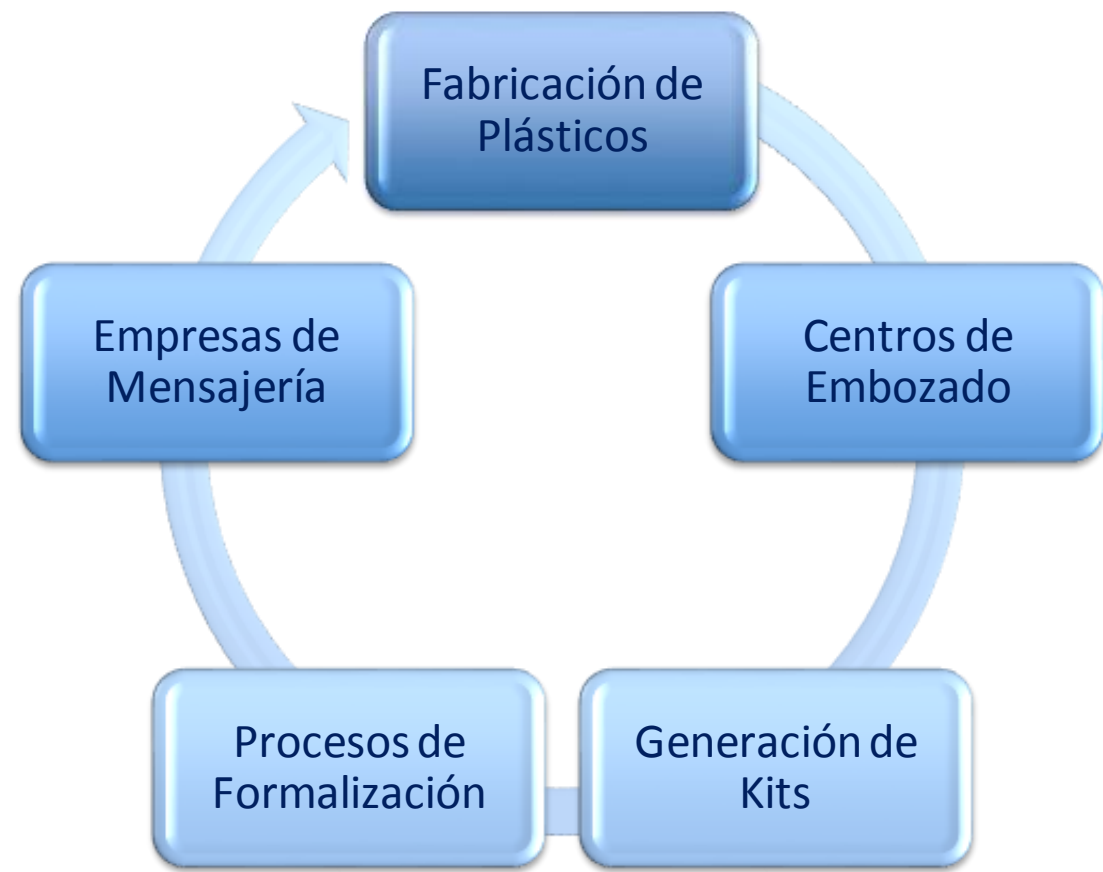 Fabricación de
Plásticos
Centros de
Embozado
Generación de
Kits
Procesos de
Formalización
Empresas de
Mensajería